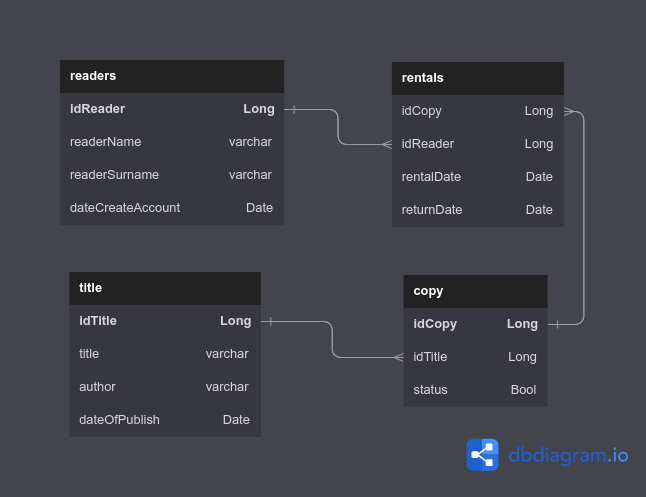 readers
idReader Long
readerName varchar
readerSurname varchar
dateCreateAccount Date
rentals
idCopy Long
idReader Long
rentalDate Date
returnDate Date
title
idTitle Long
title varchar
author varchar
dateOfPublish Date
copy
idCopy Long
idTitle Long
status Bool
dbdiagram.io